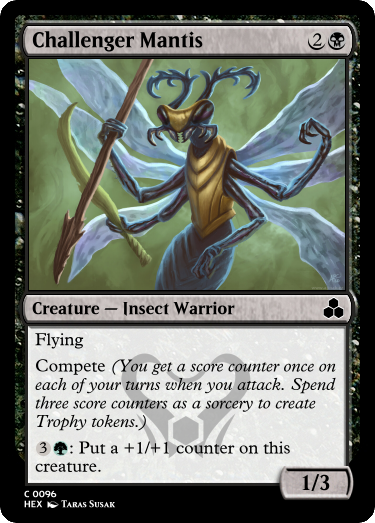 Challenger Mantis 2
Creature — Insect Warrior
Flying
Compete (You get a score counter once on
each of your turns when you attack. Spend
three score counters as a sorcery to create
Trophy tokens.)
3 : Put a +1/+1 counter on this
creature.
1/3
C 0096
HEX Taras Susak